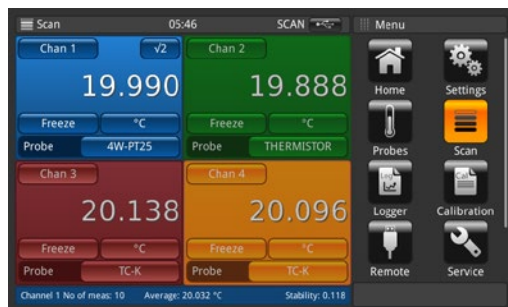 Scan 05:46 SCAN Menu
Chan 1 √2 Chan 2
19.990 19.888
Home Settings
Freeze °C Freeze °C
Probe 4W-PT25 Probe THERMISTOR
Probes Scan
Chan 3 Chan 4
20.138 20.096
Log Cal
Logger Calibration
Freeze °C Freeze °C
Probe TC-K Probe TC-K
Remote Service
Channel 1 No of meas: 10 Average: 20.032 °C Stability: 0.118